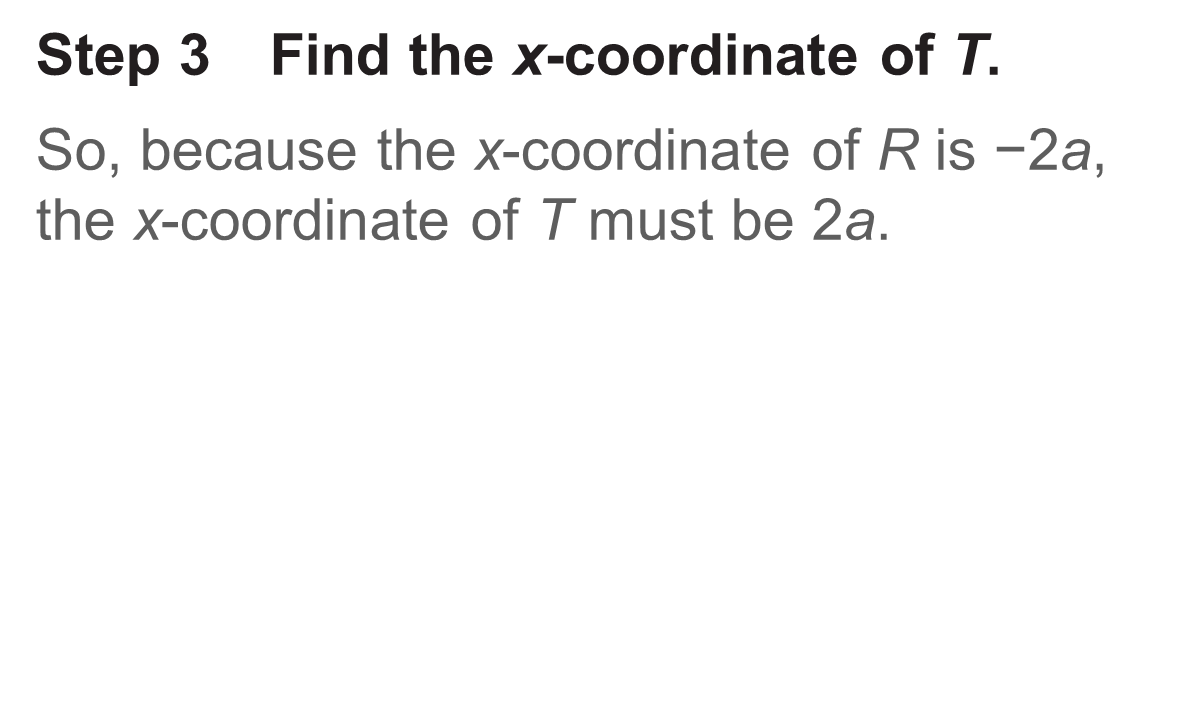 Step 3 Find the x-coordinate of T.
So, because the x-coordinate of R is −2a,
the x-coordinate of T must be 2a.